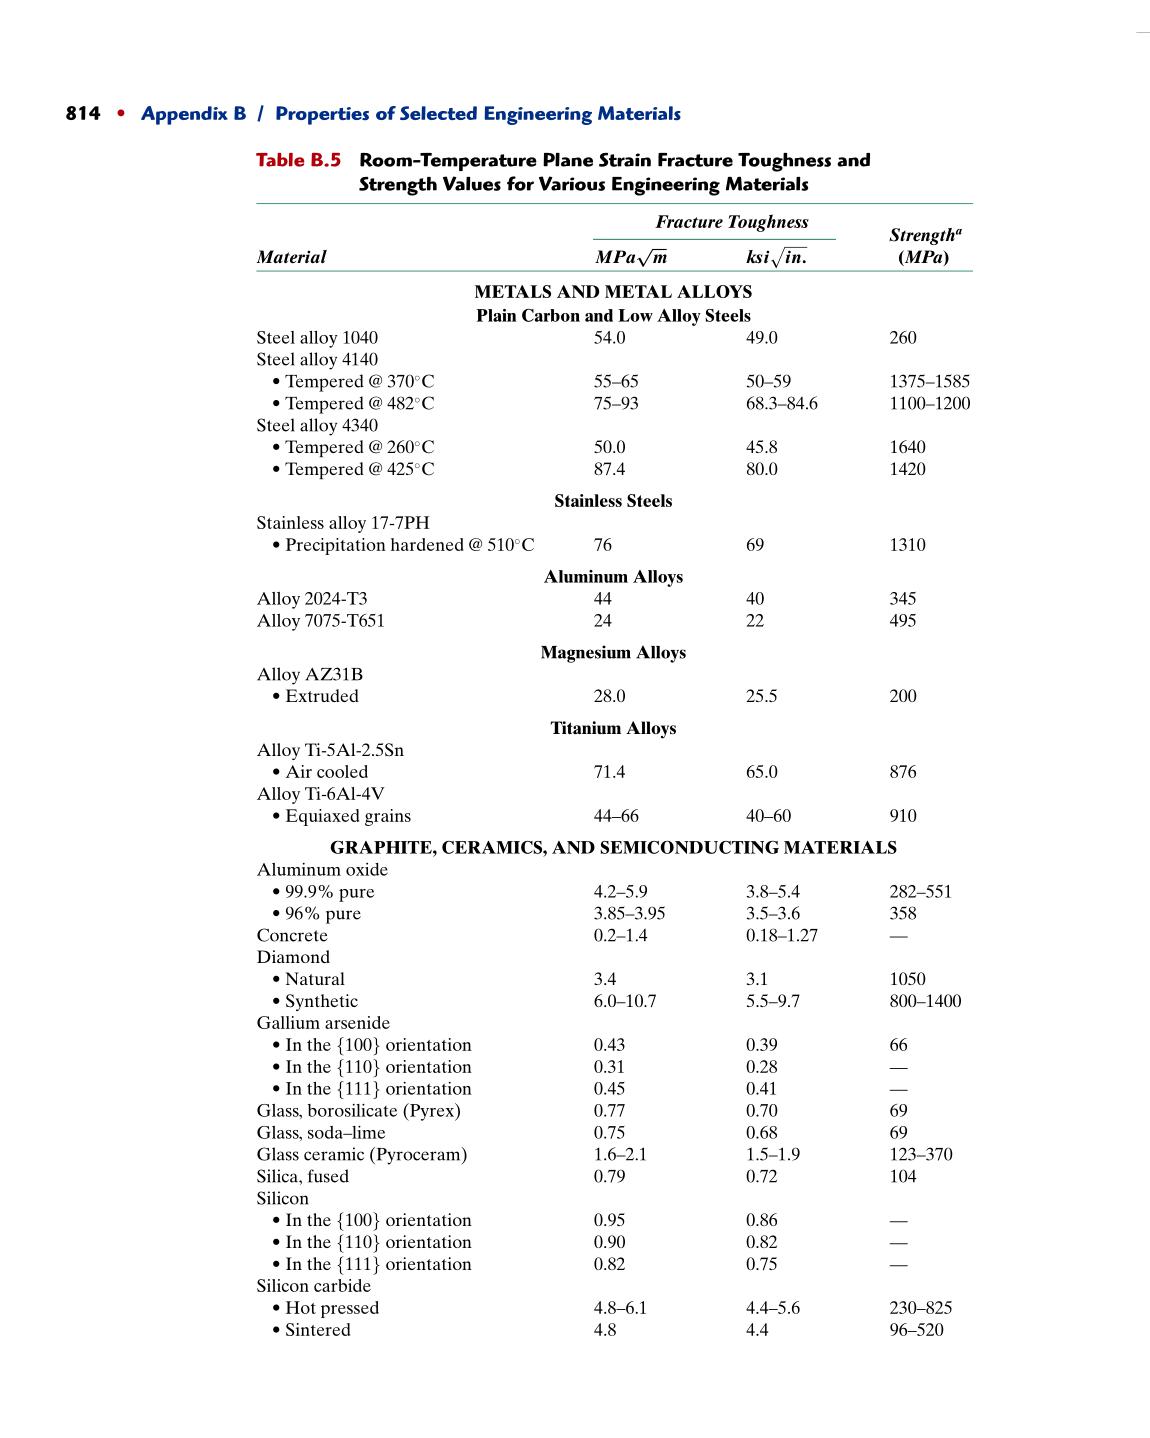 814 • Appendix B / Properties of Selected Engineering Materials
Table B.5 Room-Temperature Plane Strain Fracture Toughness and
Strength Values for Various Engineering Materials
Fracture Toughness
Strengthᵃ
Material MPa√m ksi√in. (MPa)
METALS AND METAL ALLOYS
Plain Carbon and Low Alloy Steels
Steel alloy 1040 54.0 49.0 260
Steel alloy 4140
• Tempered @ 370°C 55–65 50–59 1375–1585
• Tempered @ 482°C 75–93 68.3–84.6 1100–1200
Steel alloy 4340
• Tempered @ 260°C 50.0 45.8 1640
• Tempered @ 425°C 87.4 80.0 1420
Stainless Steels
Stainless alloy 17-7PH
• Precipitation hardened @ 510°C 76 69 1310
Aluminum Alloys
Alloy 2024-T3 44 40 345
Alloy 7075-T651 24 22 495
Magnesium Alloys
Alloy AZ31B
• Extruded 28.0 25.5 200
Titanium Alloys
Alloy Ti-5Al-2.5Sn
• Air cooled 71.4 65.0 876
Alloy Ti-6Al-4V
• Equiaxed grains 44–66 40–60 910
GRAPHITE, CERAMICS, AND SEMICONDUCTING MATERIALS
Aluminum oxide
• 99.9% pure 4.2–5.9 3.8–5.4 282–551
• 96% pure 3.85–3.95 3.5–3.6 358
Concrete 0.2–1.4 0.18–1.27 —
Diamond
• Natural 3.4 3.1 1050
• Synthetic 6.0–10.7 5.5–9.7 800–1400
Gallium arsenide
• In the {100} orientation 0.43 0.39 66
• In the {110} orientation 0.31 0.28 —
• In the {111} orientation 0.45 0.41 —
Glass, borosilicate (Pyrex) 0.77 0.70 69
Glass, soda–lime 0.75 0.68 69
Glass ceramic (Pyroceram) 1.6–2.1 1.5–1.9 123–370
Silica, fused 0.79 0.72 104
Silicon
• In the {100} orientation 0.95 0.86 —
• In the {110} orientation 0.90 0.82 —
• In the {111} orientation 0.82 0.75 —
Silicon carbide
• Hot pressed 4.8–6.1 4.4–5.6 230–825
• Sintered 4.8 4.4 96–520